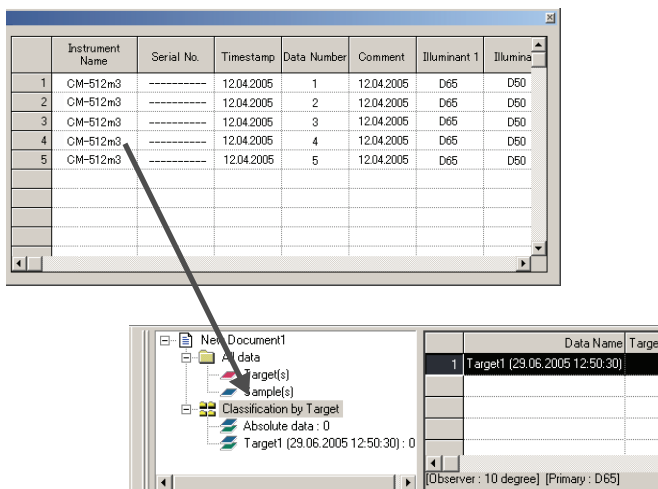 Instrument Name Serial No. Timestamp Data Number Comment Illuminant 1 Illumina
1 CM-512m3 ---------- 12.04.2005 1 12.04.2005 D65 D50
2 CM-512m3 ---------- 12.04.2005 2 12.04.2005 D65 D50
3 CM-512m3 ---------- 12.04.2005 3 12.04.2005 D65 D50
4 CM-512m3 ---------- 12.04.2005 4 12.04.2005 D65 D50
5 CM-512m3 ---------- 12.04.2005 5 12.04.2005 D65 D50
New Document1
All data
Target(s)
Sample(s)
Classification by Target
Absolute data : 0
Target1 (29.06.2005 12:50:30) : 0
Data Name Targe
1 Target1 (29.06.2005 12:50:30)
[Observer : 10 degree] [Primary : D65]